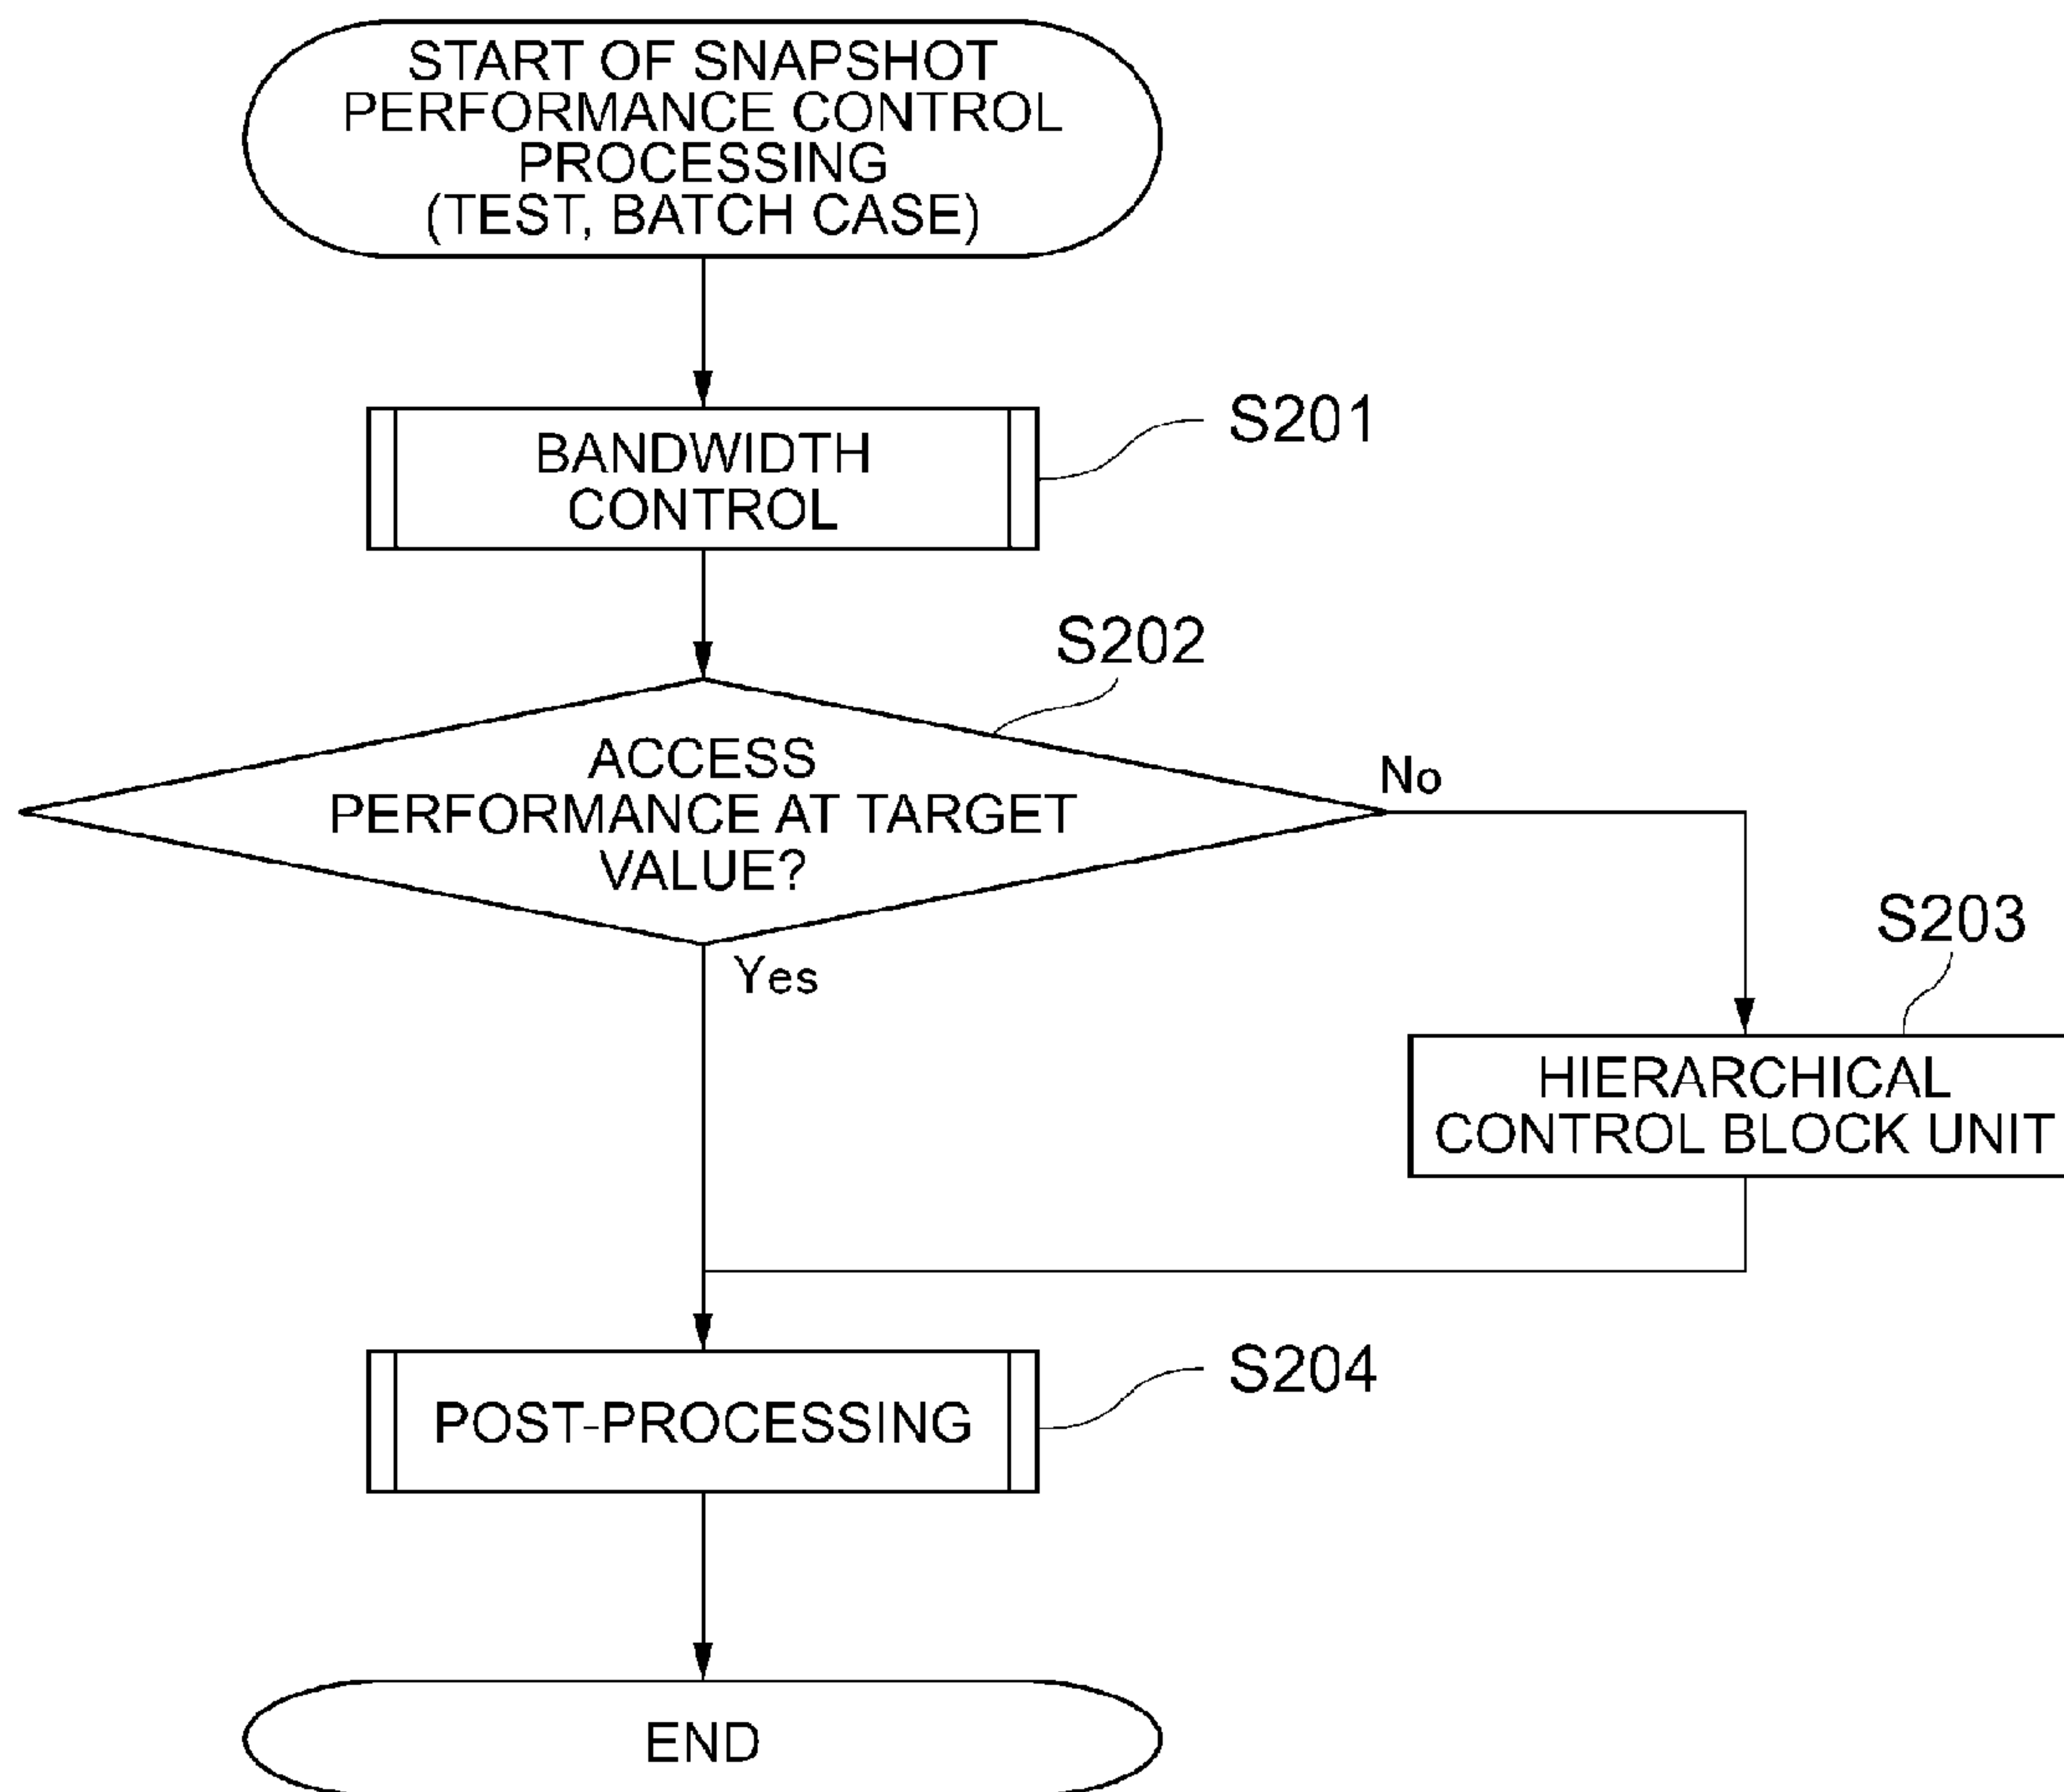 START OF SNAPSHOT
PERFORMANCE CONTROL
PROCESSING
(TEST, BATCH CASE)
S201
BANDWIDTH
CONTROL
S202
ACCESS
PERFORMANCE AT TARGET
VALUE?
No
Yes
S203
HIERARCHICAL
CONTROL BLOCK UNIT
S204
POST-PROCESSING
END